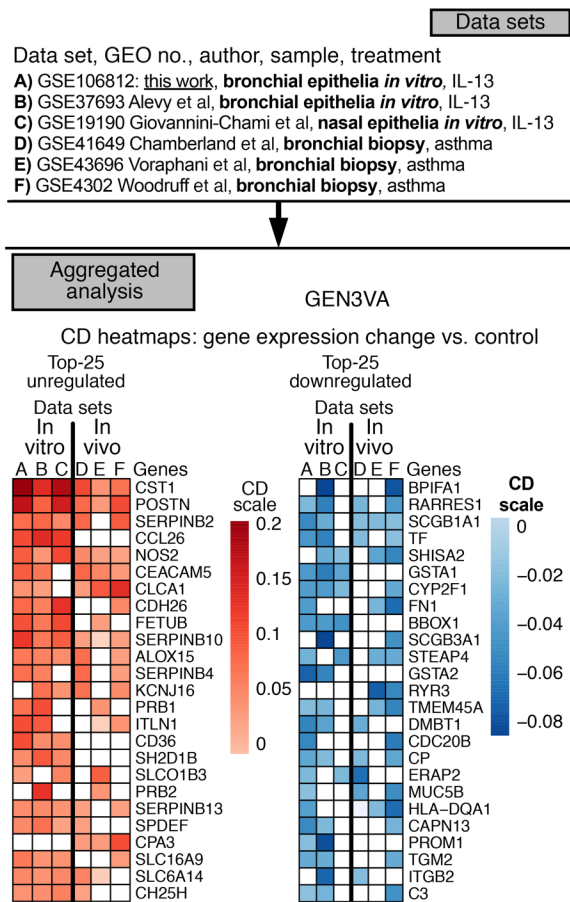 Data sets
Data set, GEO no., author, sample, treatment
A) GSE106812: this work, bronchial epithelia in vitro, IL-13
B) GSE37693 Alevy et al, bronchial epithelia in vitro, IL-13
C) GSE19190 Giovannini-Chami et al, nasal epithelia in vitro, IL-13
D) GSE41649 Chamberland et al, bronchial biopsy, asthma
E) GSE43696 Voraphani et al, bronchial biopsy, asthma
F) GSE4302 Woodruff et al, bronchial biopsy, asthma
Aggregated
analysis
GEN3VA
CD heatmaps: gene expression change vs. control
Top-25
unregulated
Data sets
In
vitro
In
vivo
A B C D E F Genes
CST1
POSTN
SERPINB2
CCL26
NOS2
CEACAM5
CLCA1
CDH26
FETUB
SERPINB10
ALOX15
SERPINB4
KCNJ16
PRB1
ITLN1
CD36
SH2D1B
SLCO1B3
PRB2
SERPINB13
SPDEF
CPA3
SLC16A9
SLC6A14
CH25H
CD
scale
0.2
0.15
0.1
0.05
0
Top-25
downregulated
Data sets
In
vitro
In
vivo
A B C D E F Genes
BPIFA1
RARRES1
SCGB1A1
TF
SHISA2
GSTA1
CYP2F1
FN1
BBOX1
SCGB3A1
STEAP4
GSTA2
RYR3
TMEM45A
DMBT1
CDC20B
CP
ERAP2
MUC5B
HLA−DQA1
CAPN13
PROM1
TGM2
ITGB2
C3
CD
scale
0
−0.02
−0.04
−0.06
−0.08